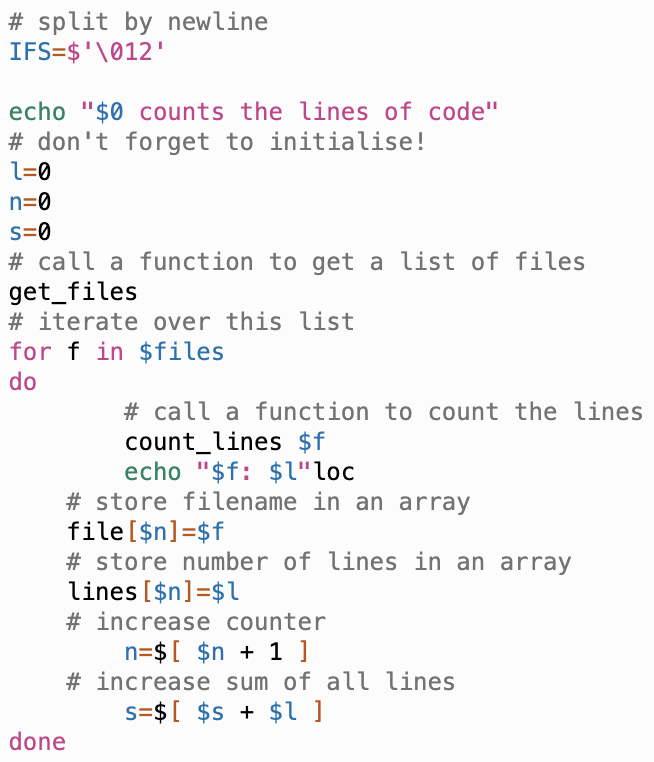 # split by newline
IFS=$'\012'

echo "$0 counts the lines of code"
# don't forget to initialise!
l=0
n=0
s=0
# call a function to get a list of files
get_files
# iterate over this list
for f in $files
do
        # call a function to count the lines
        count_lines $f
        echo "$f: $l"loc
    # store filename in an array
    file[$n]=$f
    # store number of lines in an array
    lines[$n]=$l
    # increase counter
        n=$[ $n + 1 ]
    # increase sum of all lines
        s=$[ $s + $l ]
done